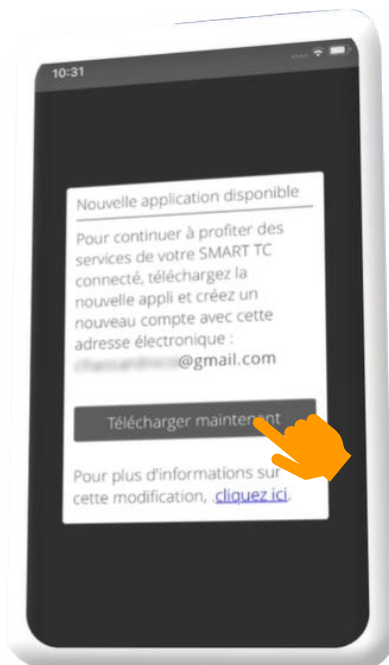 10:31
Nouvelle application disponible
Pour continuer à profiter des
services de votre SMART TC
connecté, téléchargez la
nouvelle appli et créez un
nouveau compte avec cette
adresse électronique :
@gmail.com
Télécharger maintenant
Pour plus d'informations sur
cette modification, .cliquez ici.